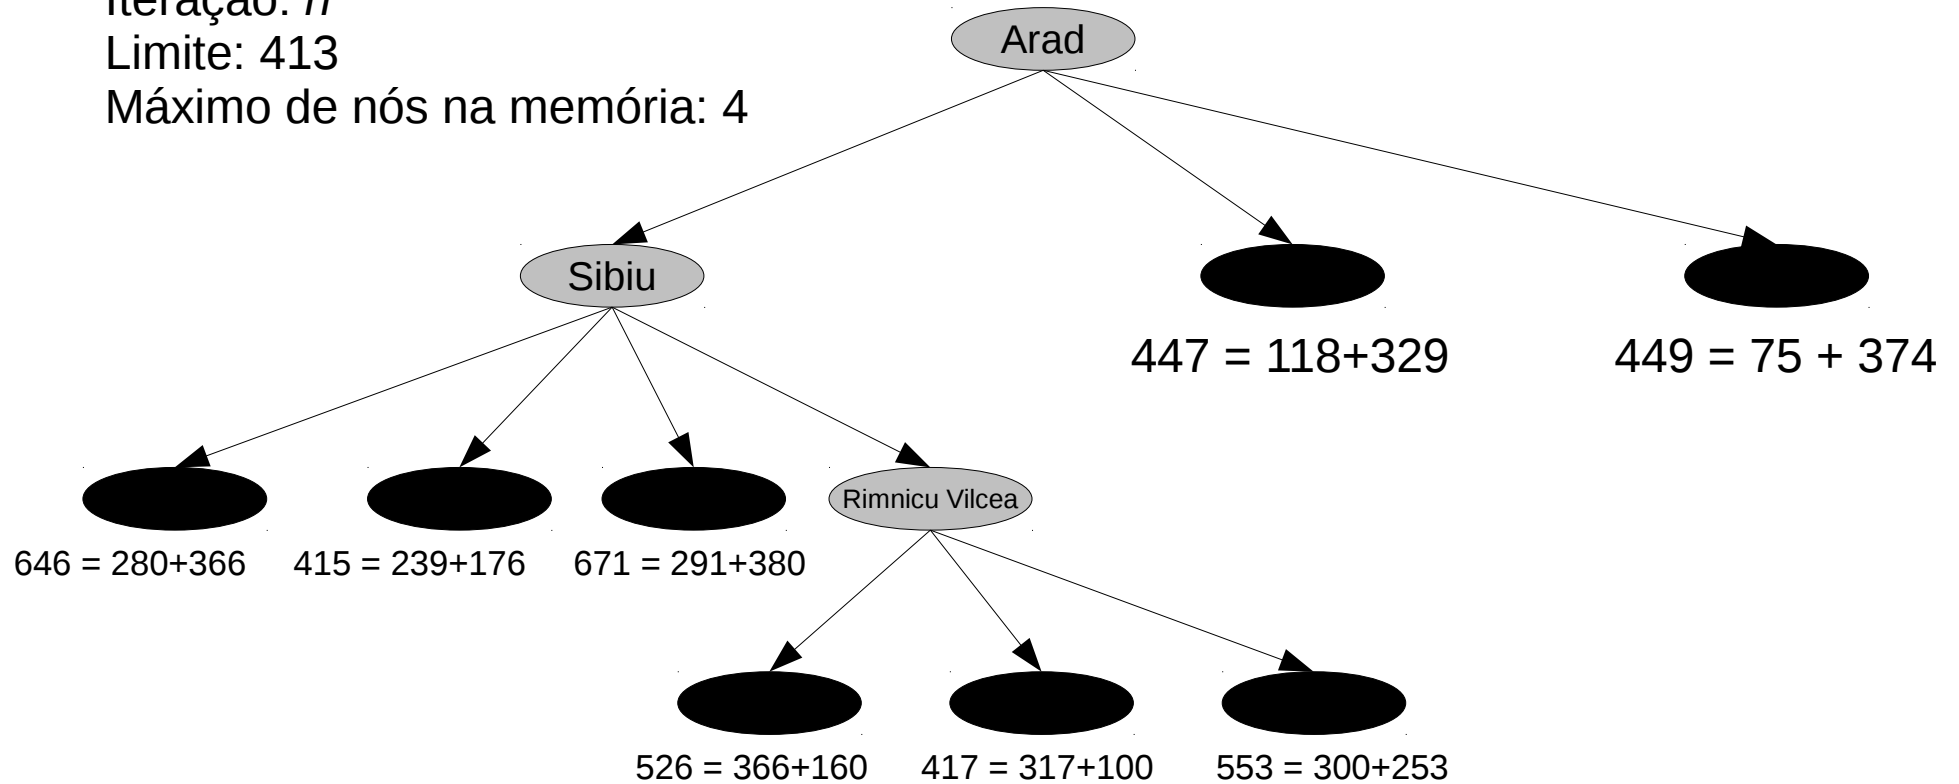 Iteração: n
Limite: 413
Máximo de nós na memória: 4
Arad
Sibiu
447 = 118+329
449 = 75 + 374
Rimnicu Vilcea
646 = 280+366
415 = 239+176
671 = 291+380
526 = 366+160
417 = 317+100
553 = 300+253